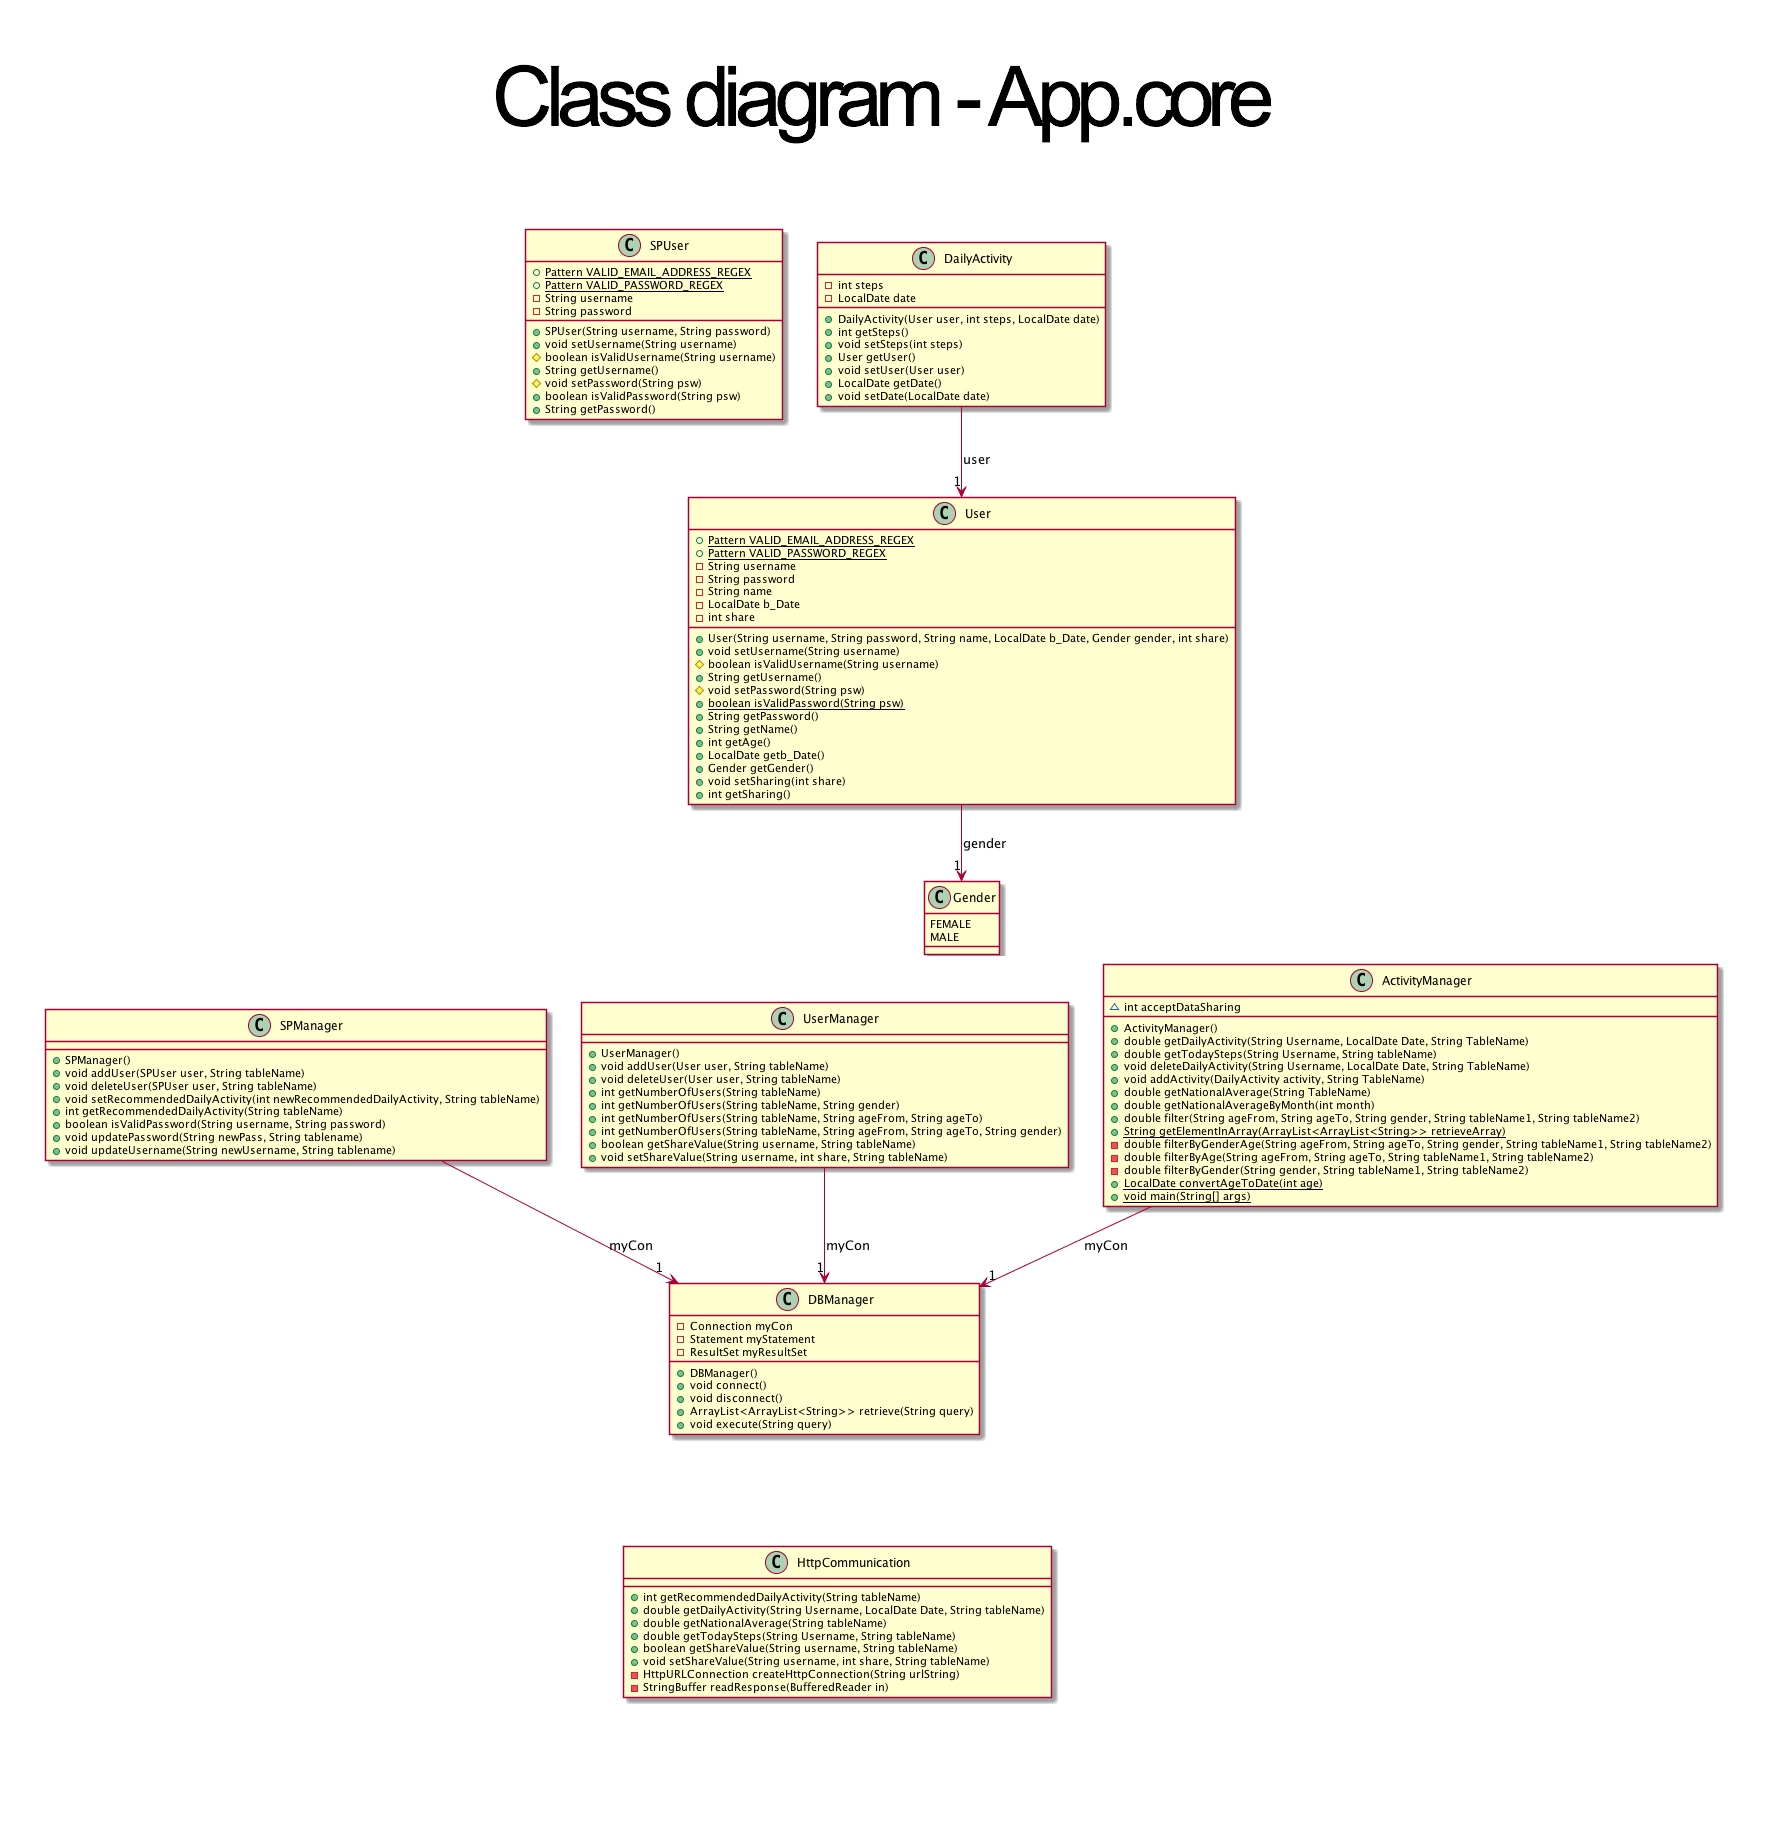 Class diagram - App.core
C SPUser
Pattern VALID_EMAIL_ADDRESS_REGEX
Pattern VALID_PASSWORD_REGEX
String username
String password
SPUser(String username, String password)
void setUsername(String username)
boolean isValidUsername(String username)
String getUsername()
void setPassword(String psw)
boolean isValidPassword(String psw)
String getPassword()
C DailyActivity
int steps
LocalDate date
DailyActivity(User user, int steps, LocalDate date)
int getSteps()
void setSteps(int steps)
User getUser()
void setUser(User user)
LocalDate getDate()
void setDate(LocalDate date)
user
1
C User
Pattern VALID_EMAIL_ADDRESS_REGEX
Pattern VALID_PASSWORD_REGEX
String username
String password
String name
LocalDate b_Date
int share
User(String username, String password, String name, LocalDate b_Date, Gender gender, int share)
void setUsername(String username)
boolean isValidUsername(String username)
String getUsername()
void setPassword(String psw)
boolean isValidPassword(String psw)
String getPassword()
String getName()
int getAge()
LocalDate getb_Date()
Gender getGender()
void setSharing(int share)
int getSharing()
gender
1
C Gender
FEMALE
MALE
C SPManager
SPManager()
void addUser(SPUser user, String tableName)
void deleteUser(SPUser user, String tableName)
void setRecommendedDailyActivity(int newRecommendedDailyActivity, String tableName)
int getRecommendedDailyActivity(String tableName)
boolean isValidPassword(String username, String password)
void updatePassword(String newPass, String tablename)
void updateUsername(String newUsername, String tablename)
C UserManager
UserManager()
void addUser(User user, String tableName)
void deleteUser(User user, String tableName)
int getNumberOfUsers(String tableName)
int getNumberOfUsers(String tableName, String gender)
int getNumberOfUsers(String tableName, String ageFrom, String ageTo)
int getNumberOfUsers(String tableName, String ageFrom, String ageTo, String gender)
boolean getShareValue(String username, String tableName)
void setShareValue(String username, int share, String tableName)
C ActivityManager
int acceptDataSharing
ActivityManager()
double getDailyActivity(String Username, LocalDate Date, String TableName)
double getTodaySteps(String Username, String tableName)
void deleteDailyActivity(String Username, LocalDate Date, String TableName)
void addActivity(DailyActivity activity, String TableName)
double getNationalAverage(String TableName)
double getNationalAverageByMonth(int month)
double filter(String ageFrom, String ageTo, String gender, String tableName1, String tableName2)
String getElementInArray(ArrayList<ArrayList<String>> retrieveArray)
double filterByGenderAge(String ageFrom, String ageTo, String gender, String tableName1, String tableName2)
double filterByAge(String ageFrom, String ageTo, String tableName1, String tableName2)
double filterByGender(String gender, String tableName1, String tableName2)
LocalDate convertAgeToDate(int age)
void main(String[] args)
myCon
1
myCon
1
myCon
1
C DBManager
Connection myCon
Statement myStatement
ResultSet myResultSet
DBManager()
void connect()
void disconnect()
ArrayList<ArrayList<String>> retrieve(String query)
void execute(String query)
C HttpCommunication
int getRecommendedDailyActivity(String tableName)
double getDailyActivity(String Username, LocalDate Date, String tableName)
double getNationalAverage(String tableName)
double getTodaySteps(String Username, String tableName)
boolean getShareValue(String username, String tableName)
void setShareValue(String username, int share, String tableName)
HttpURLConnection createHttpConnection(String urlString)
StringBuffer readResponse(BufferedReader in)